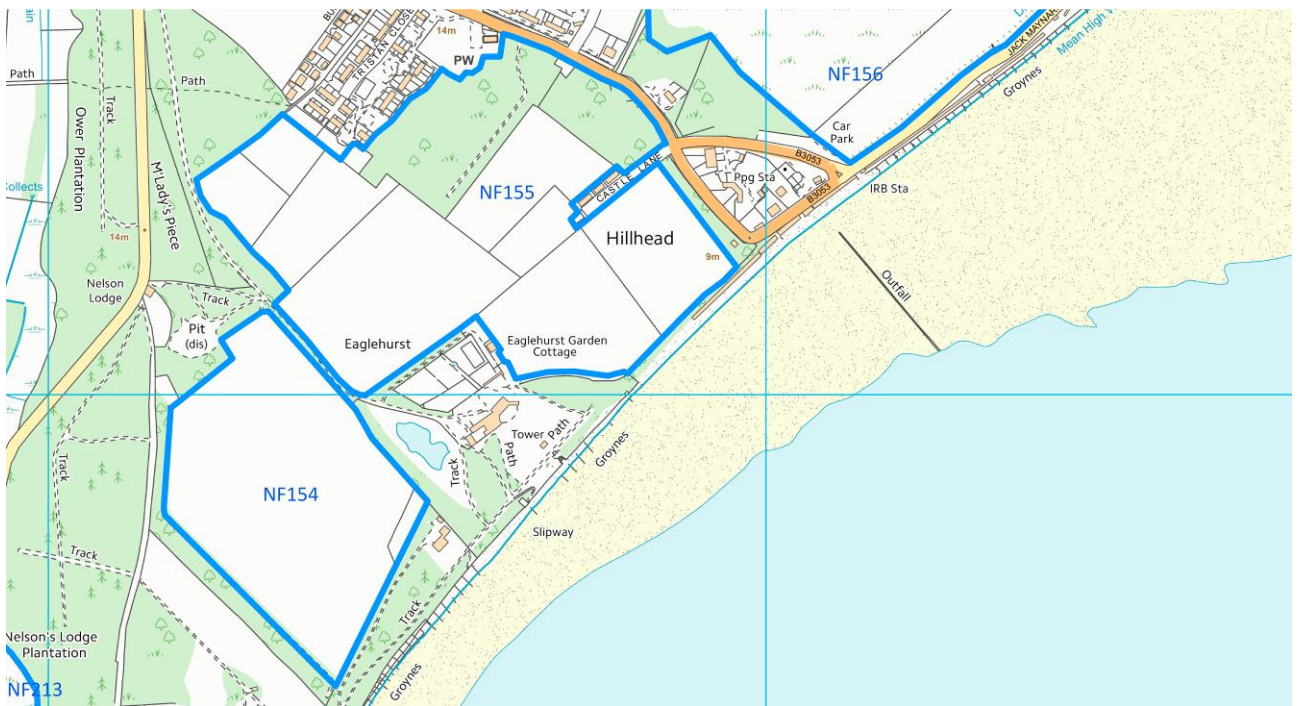 14m
PW
TRISTAN CLOSE
Path
Path
Track
Ower Plantation
M'Lady's Piece
14m
Nelson
Lodge
Track
Pit
(dis)
NF156
JACK MAYNARD
Mean High W
Groynes
Car
Park
B3053
B3053
Ppg Sta
IRB Sta
CASTLE LANE
NF155
Hillhead
9m
Outfall
Eaglehurst
Eaglehurst Garden
Cottage
Tower
Path
Path
Track
Groynes
Slipway
NF154
Track
Track
Track
Groynes
Nelson's Lodge
Plantation
NF213
Collects